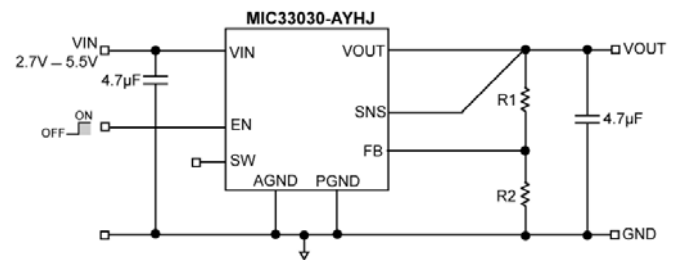 MIC33030-AYHJ
VIN
2.7V – 5.5V
4.7µF
VIN
VOUT
VOUT
R1
4.7µF
SNS
ON
OFF
EN
FB
SW
R2
AGND
PGND
GND